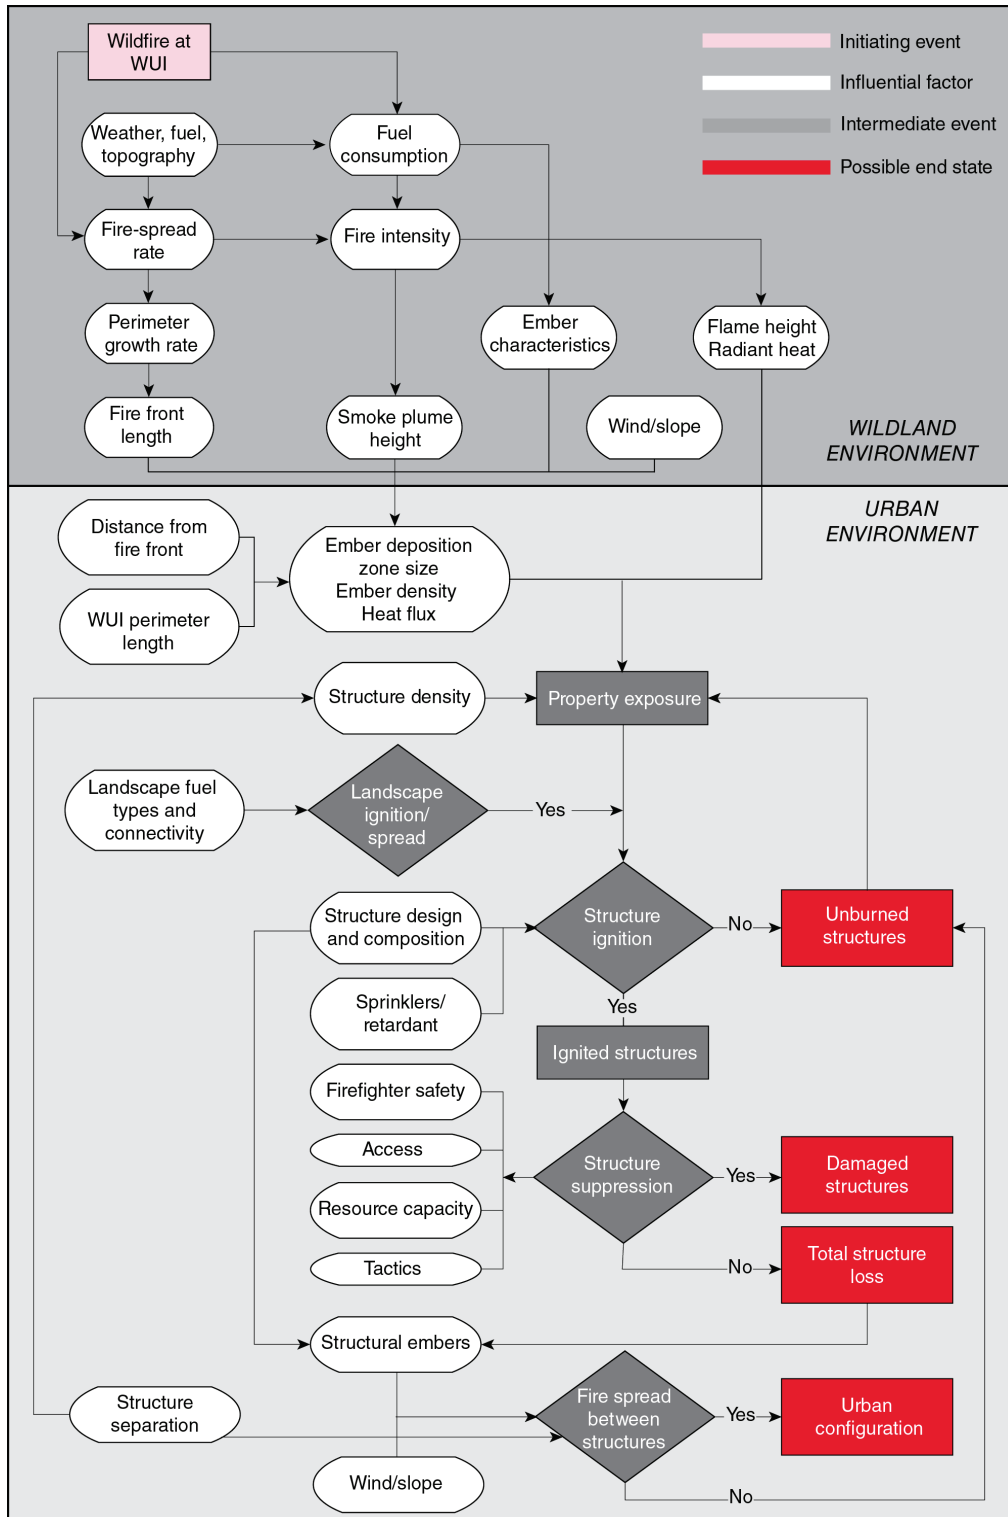 Wildfire at
WUI
Initiating event
Influential factor
Intermediate event
Possible end state
Weather, fuel,
topography
Fuel
consumption
Fire-spread
rate
Fire intensity
Perimeter
growth rate
Ember
characteristics
Flame height
Radiant heat
Fire front
length
Smoke plume
height
Wind/slope
WILDLAND
ENVIRONMENT
URBAN
ENVIRONMENT
Distance from
fire front
Ember deposition
zone size
Ember density
Heat flux
WUI perimeter
length
Structure density
Property exposure
Landscape fuel
types and
connectivity
Landscape
ignition/
spread
Yes
Structure design
and composition
Structure
ignition
No
Unburned
structures
Sprinklers/
retardant
Yes
Ignited structures
Firefighter safety
Access
Resource capacity
Tactics
Structure
suppression
Yes
Damaged
structures
No
Total structure
loss
Structural embers
Structure
separation
Fire spread
between
structures
Yes
Urban
configuration
Wind/slope
No